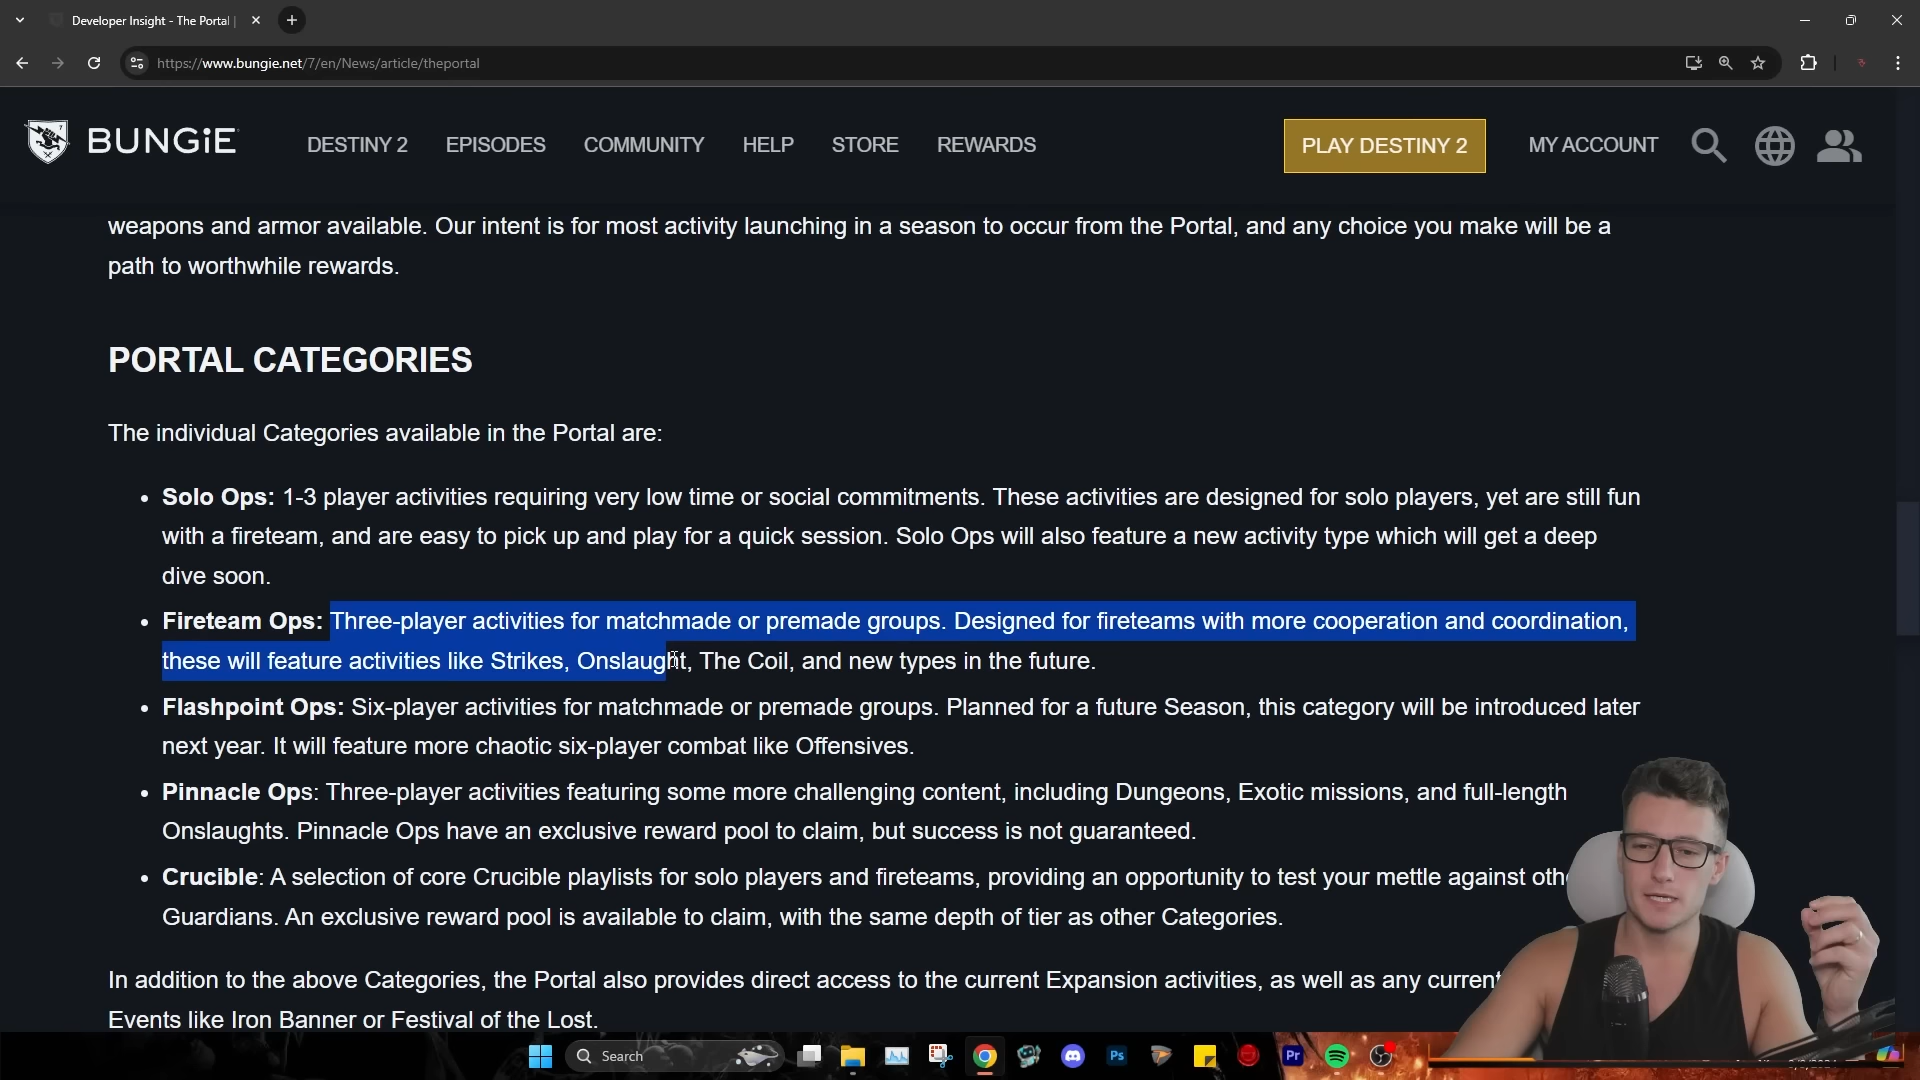 Developer Insight - The Portal |
https://www.bungie.net/7/en/News/article/theportal
BUNGiE
DESTINY 2
EPISODES
COMMUNITY
HELP
STORE
REWARDS
PLAY DESTINY 2
MY ACCOUNT
weapons and armor available. Our intent is for most activity launching in a season to occur from the Portal, and any choice you make will be a
path to worthwhile rewards.
PORTAL CATEGORIES
The individual Categories available in the Portal are:
• Solo Ops: 1-3 player activities requiring very low time or social commitments. These activities are designed for solo players, yet are still fun
with a fireteam, and are easy to pick up and play for a quick session. Solo Ops will also feature a new activity type which will get a deep
dive soon.
• Fireteam Ops: Three-player activities for matchmade or premade groups. Designed for fireteams with more cooperation and coordination,
these will feature activities like Strikes, Onslaught, The Coil, and new types in the future.
• Flashpoint Ops: Six-player activities for matchmade or premade groups. Planned for a future Season, this category will be introduced later
next year. It will feature more chaotic six-player combat like Offensives.
• Pinnacle Ops: Three-player activities featuring some more challenging content, including Dungeons, Exotic missions, and full-length
Onslaughts. Pinnacle Ops have an exclusive reward pool to claim, but success is not guaranteed.
• Crucible: A selection of core Crucible playlists for solo players and fireteams, providing an opportunity to test your mettle against oth
Guardians. An exclusive reward pool is available to claim, with the same depth of tier as other Categories.
In addition to the above Categories, the Portal also provides direct access to the current Expansion activities, as well as any current
Events like Iron Banner or Festival of the Lost.
Search
Ps
Pr